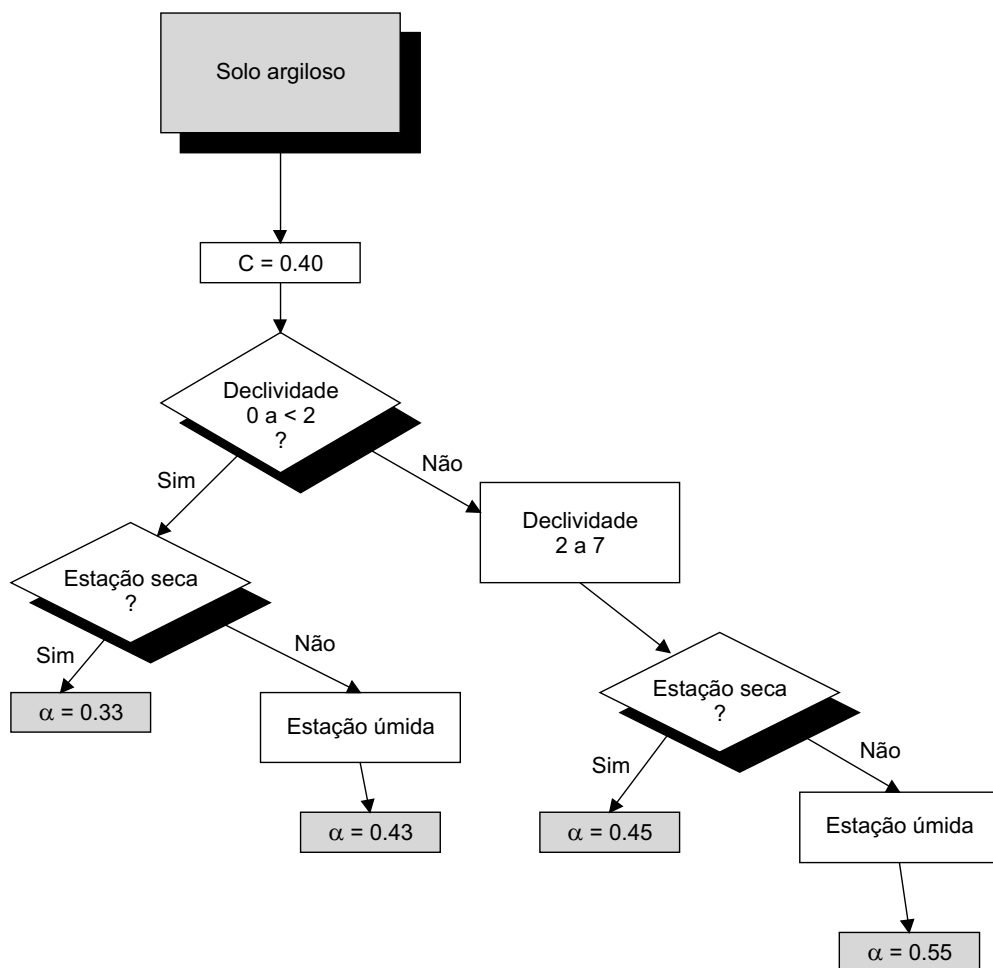 Solo argiloso
C = 0.40
Declividade
0 a < 2
?
Sim
Não
Declividade
2 a 7
Estação seca
?
Sim
Não
α = 0.33
Estação úmida
α = 0.43
Estação seca
?
Sim
Não
α = 0.45
Estação úmida
α = 0.55